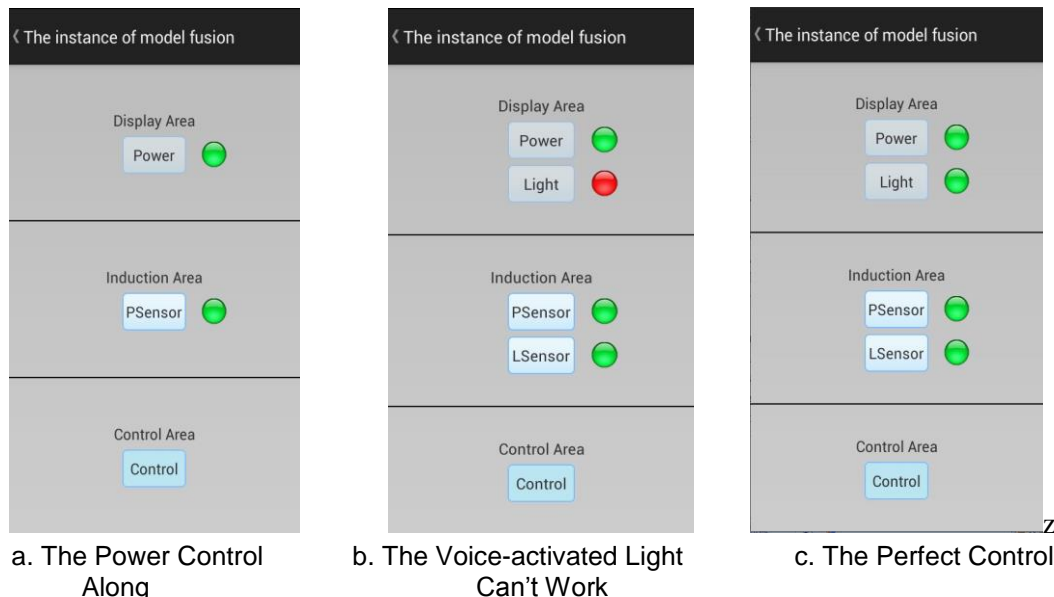 《 The instance of model fusion
Display Area
Power
Induction Area
PSensor
Control Area
Control
a. The Power Control
Along
《 The instance of model fusion
Display Area
Power
Light
Induction Area
PSensor
LSensor
Control Area
Control
b. The Voice-activated Light
Can't Work
《 The instance of model fusion
Display Area
Power
Light
Induction Area
PSensor
LSensor
Control Area
Control
z
c. The Perfect Control